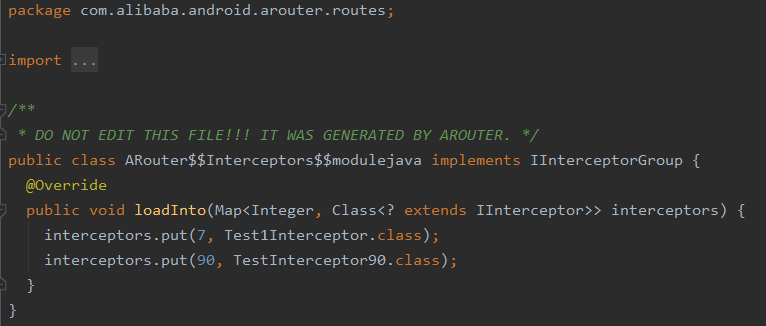 package com.alibaba.android.arouter.routes;
import ...
/**
* DO NOT EDIT THIS FILE!!! IT WAS GENERATED BY AROUTER. */
public class ARouter$$Interceptors$$modulejava implements IInterceptorGroup {
@Override
public void loadInto(Map<Integer, Class<? extends IInterceptor>> interceptors) {
interceptors.put(7, Test1Interceptor.class);
interceptors.put(90, TestInterceptor90.class);
}
}